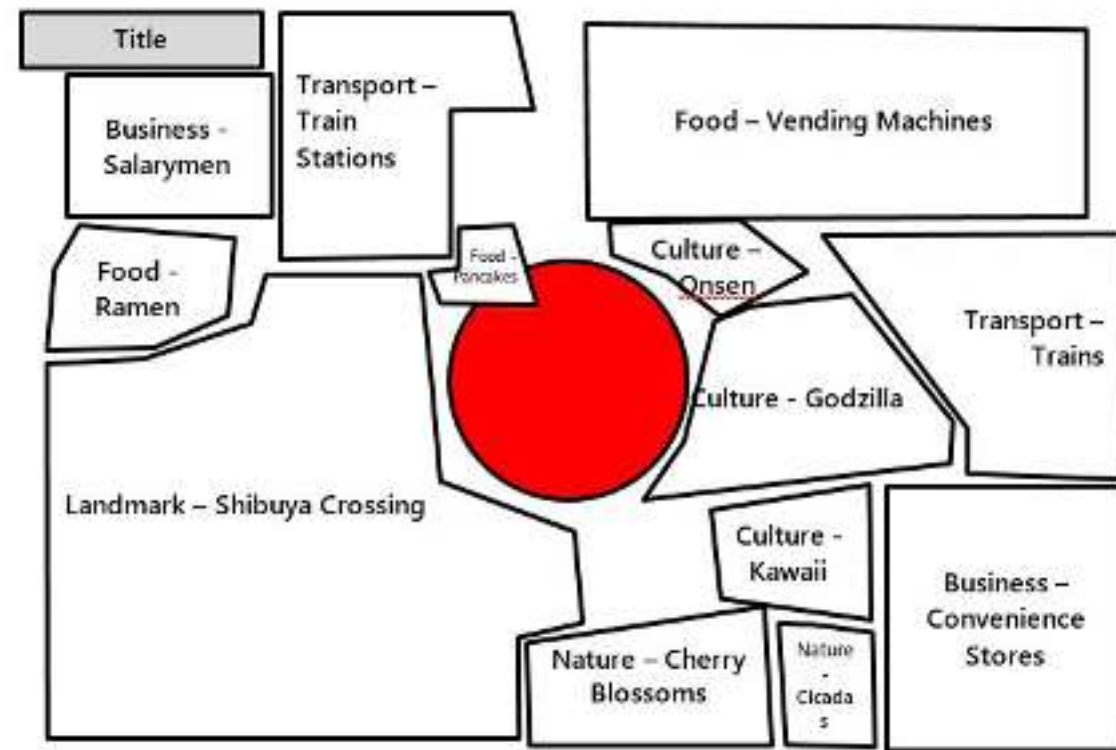 Title
Business -
Salarymen
Transport –
Train
Stations
Food – Vending Machines
Food -
Ramen
Food -
Pancakes
Culture –
Onsen
Transport –
Trains
Culture - Godzilla
Landmark – Shibuya Crossing
Culture -
Kawaii
Business –
Convenience
Stores
Nature – Cherry
Blossoms
Nature
-
Cicada
s